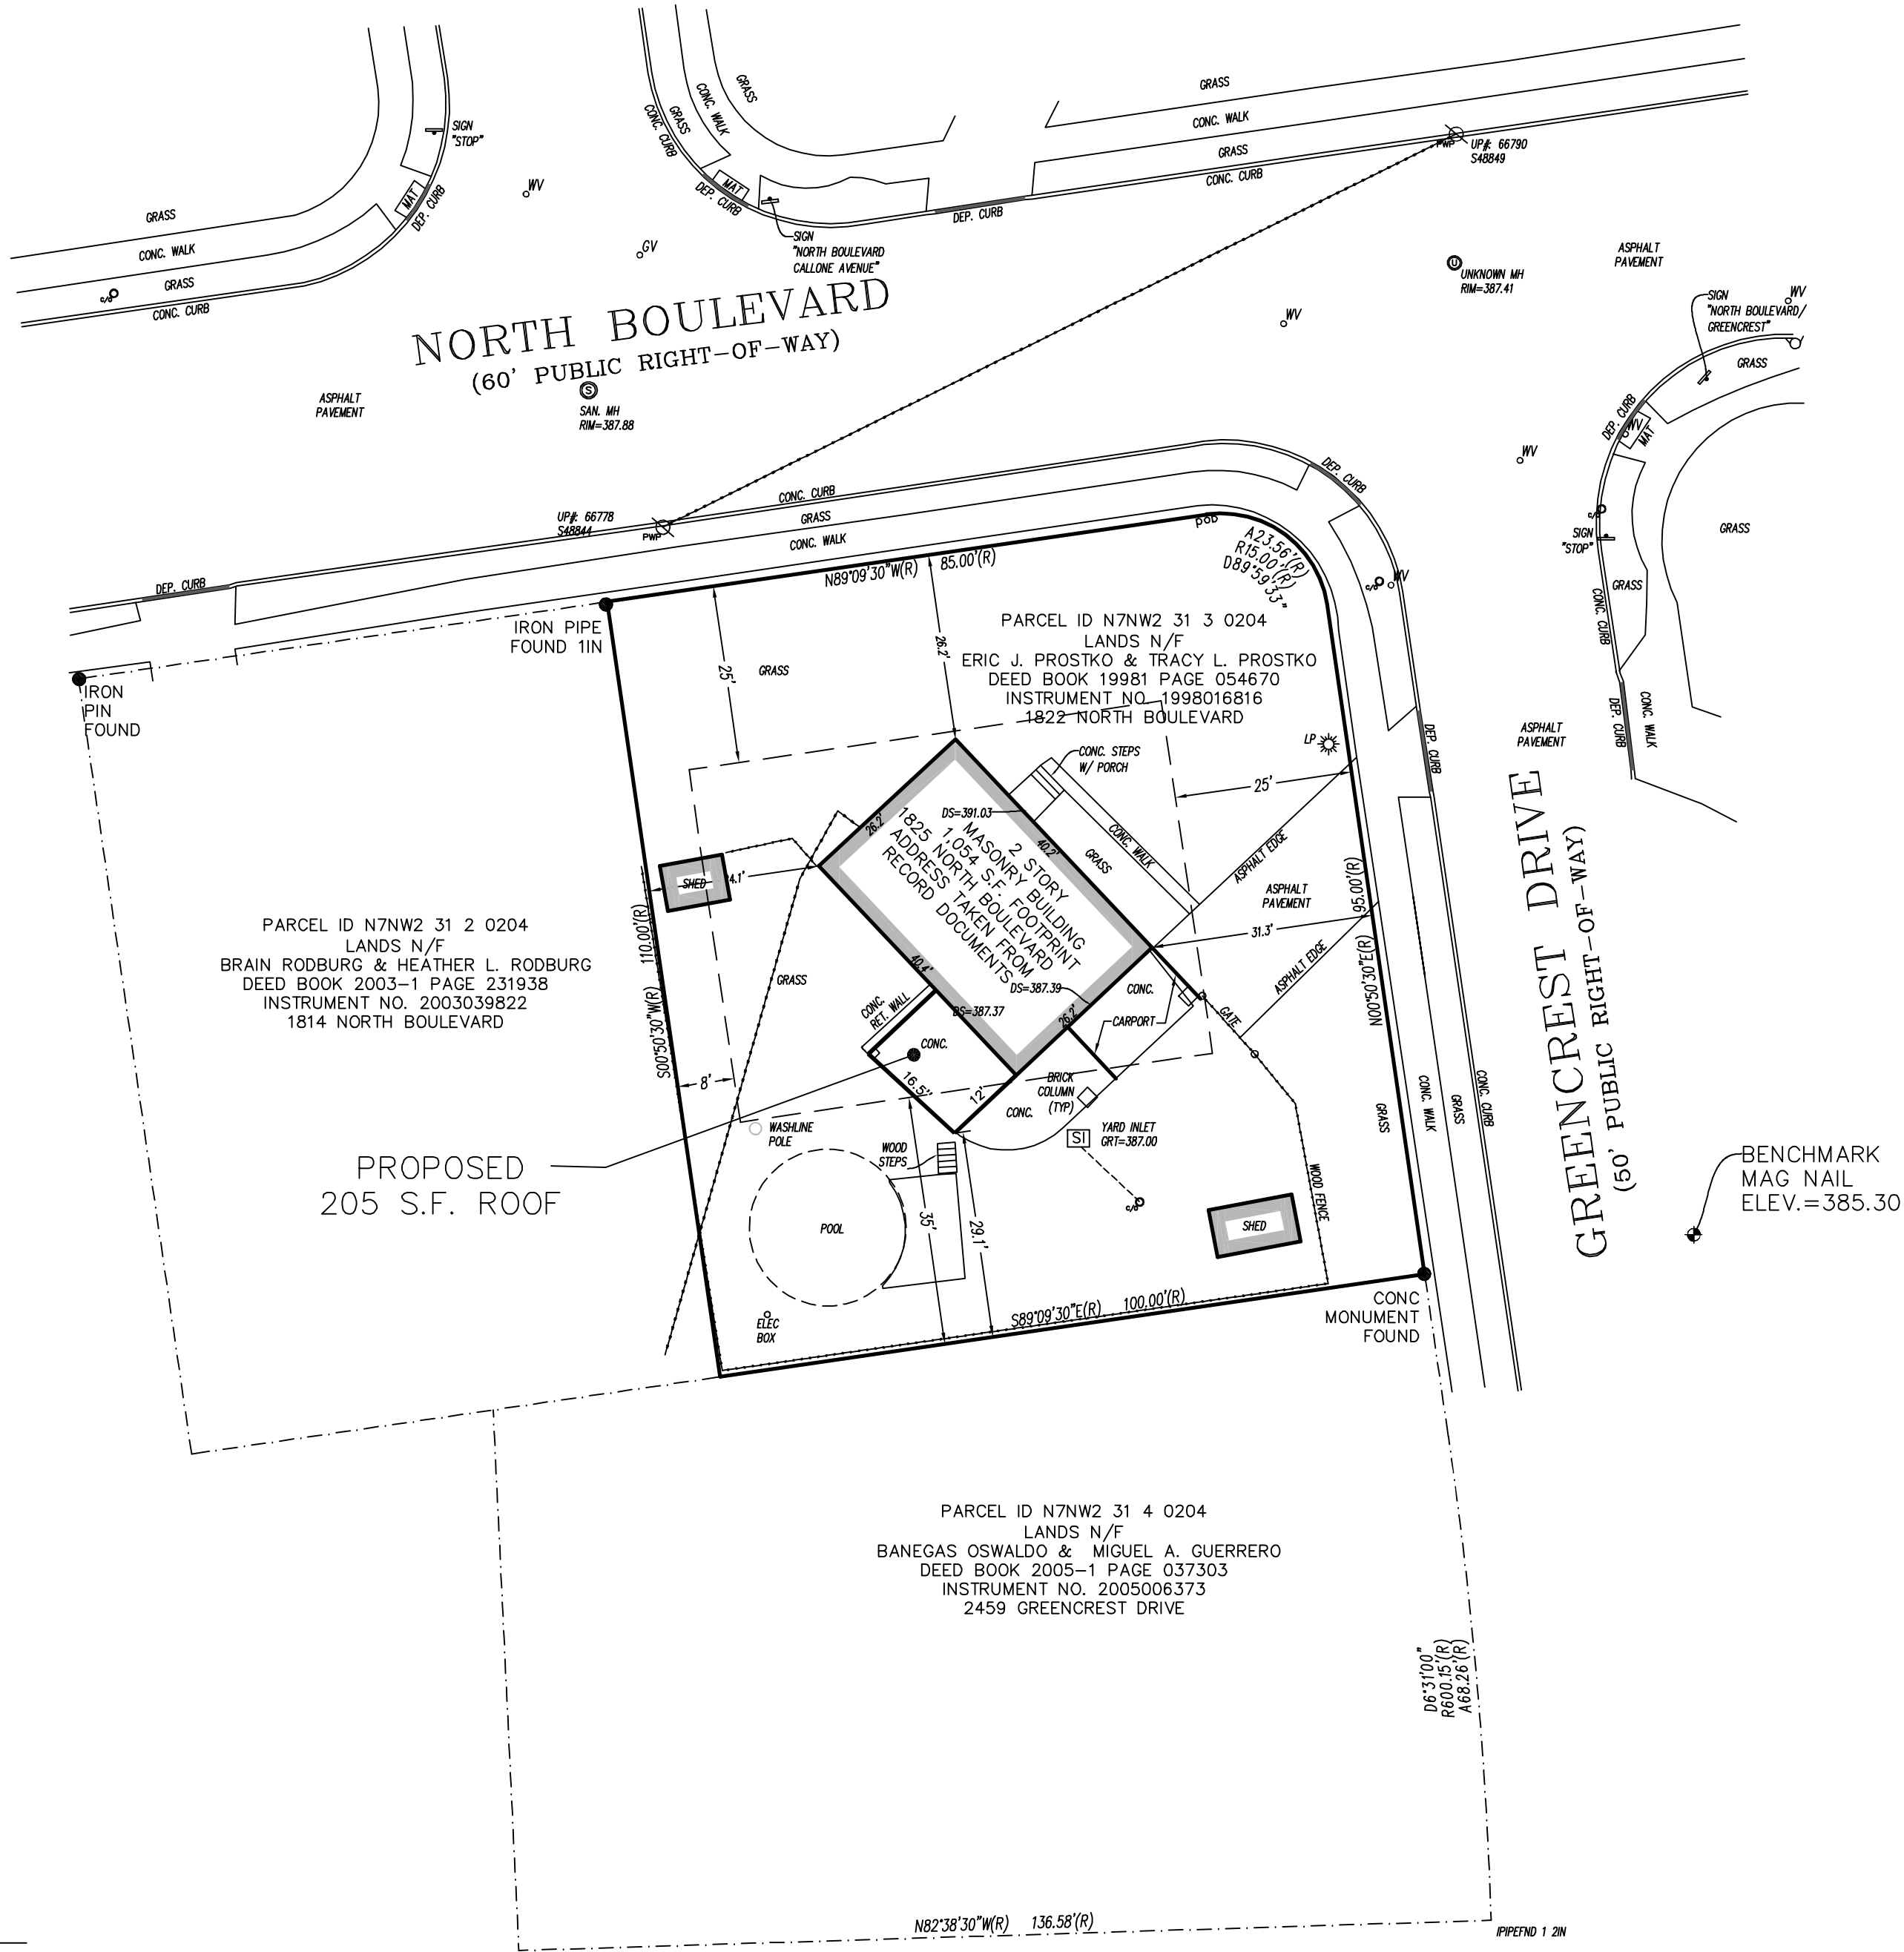 GRASS
CONC. WALK
GRASS
CONC. CURB
SIGN
"STOP"
MAT
DEP. CURB
WV
GV
GRASS
CONC. WALK
GRASS
CONC. CURB
MAT
DEP. CURB
SIGN
"NORTH BOULEVARD
CALLONE AVENUE"
DEP. CURB
GRASS
CONC. WALK
GRASS
CONC. CURB
PWP
UP#: 66790
S48849
U
UNKNOWN MH
RIM=387.41
ASPHALT
PAVEMENT
WV
WV
SIGN
"NORTH BOULEVARD/
GREENCREST"
GRASS
DEP. CURB
WV
MAT
WV
C/O
SIGN
"STOP"
GRASS
GRASS
CONC. CURB
DEP. CURB
CONC. WALK
C/O
NORTH BOULEVARD
(60' PUBLIC RIGHT-OF-WAY)
ASPHALT
PAVEMENT
S
SAN. MH
RIM=387.88
UP#: 66778
S48844
PWP
CONC. CURB
GRASS
CONC. WALK
DEP. CURB
DEP. CURB
C/O
WV
IRON
PIN
FOUND
IRON PIPE
FOUND 1IN
N89°09'30"W(R) 85.00'(R)
A23.56'(R)
R15.00'(R)
D89°59'33"
25'
GRASS
26.2'
PARCEL ID N7NW2 31 3 0204
LANDS N/F
ERIC J. PROSTKO & TRACY L. PROSTKO
DEED BOOK 19981 PAGE 054670
INSTRUMENT NO. 1998016816
1822 NORTH BOULEVARD
CONC. STEPS
W/ PORCH
LP
25'
DEP. CURB
ASPHALT
PAVEMENT
DS=391.03
26.2'
40.2'
2 STORY
MASONRY BUILDING
1,054 S.F. FOOTPRINT
1825 NORTH BOULEVARD
ADDRESS TAKEN FROM
RECORD DOCUMENTS
GRASS
CONC. WALK
ASPHALT EDGE
ASPHALT
PAVEMENT
ASPHALT EDGE
31.3'
95.00'(R)
N00°50'30"E(R)
SHED
110.00'(R)
S00°50'30"W(R)
GRASS
40.4'
DS=387.39
DS=387.37
26.2'
CONC.
RET. WALL
CONC.
CONC.
CARPORT
GATE
16.5'
12'
8'
BRICK
COLUMN
(TYP)
CONC.
GRASS
CONC. WALK
GRASS
CONC. CURB
GREENCREST DRIVE
(50' PUBLIC RIGHT-OF-WAY)
PARCEL ID N7NW2 31 2 0204
LANDS N/F
BRAIN RODBURG & HEATHER L. RODBURG
DEED BOOK 2003-1 PAGE 231938
INSTRUMENT NO. 2003039822
1814 NORTH BOULEVARD
WASHLINE
POLE
SI
YARD INLET
GRT=387.00
WOOD
STEPS
PROPOSED
205 S.F. ROOF
POOL
35'
29.1'
C/O
SHED
WOOD FENCE
BENCHMARK
MAG NAIL
ELEV.=385.30
ELEC
BOX
S89°09'30"E(R) 100.00'(R)
CONC
MONUMENT
FOUND
PARCEL ID N7NW2 31 4 0204
LANDS N/F
BANEGAS OSWALDO & MIGUEL A. GUERRERO
DEED BOOK 2005-1 PAGE 037303
INSTRUMENT NO. 2005006373
2459 GREENCREST DRIVE
D6°31'00"
R600.15'(R)
A68.26'(R)
N82°38'30"W(R) 136.58'(R)
IPIPEFND 1 2IN